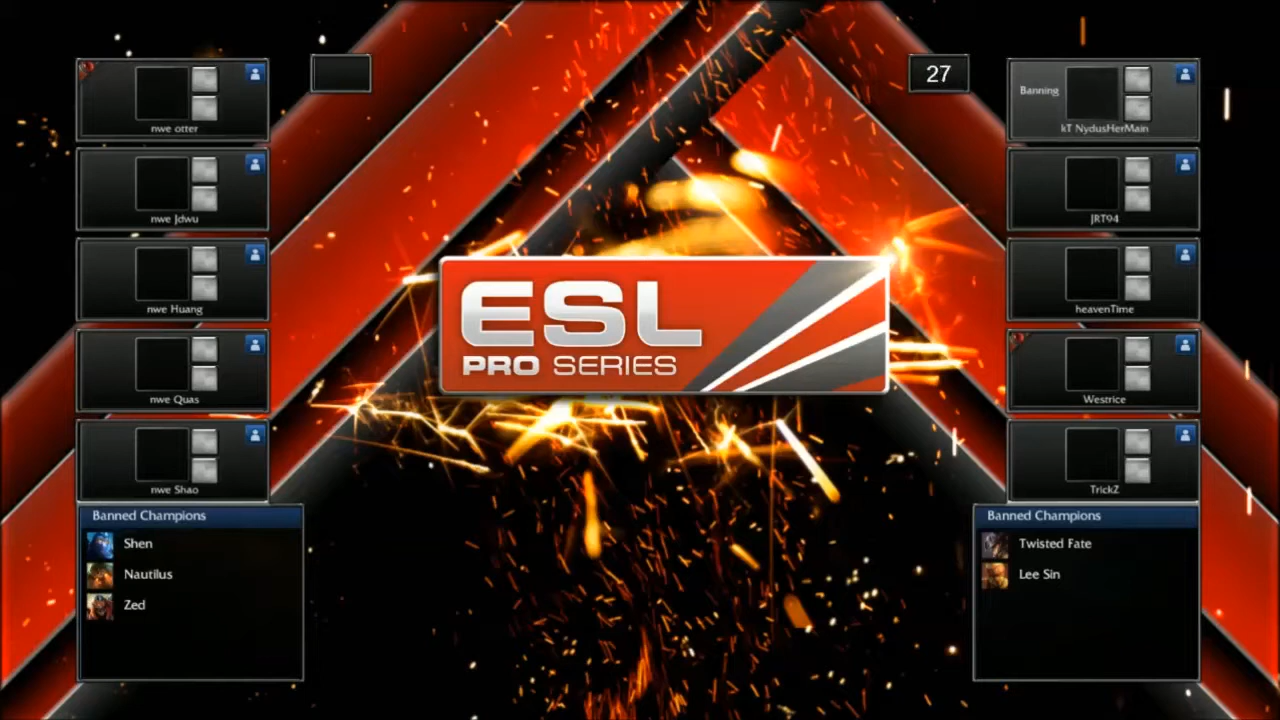 nwe otter
nwe Jdwu
nwe Huang
nwe Quas
nwe Shao
Banned Champions
Shen
Nautilus
Zed
ESL
PRO SERIES
27
Banning
kT NydusHerMain
JRT94
heavenTime
Westrice
TrickZ
Banned Champions
Twisted Fate
Lee Sin